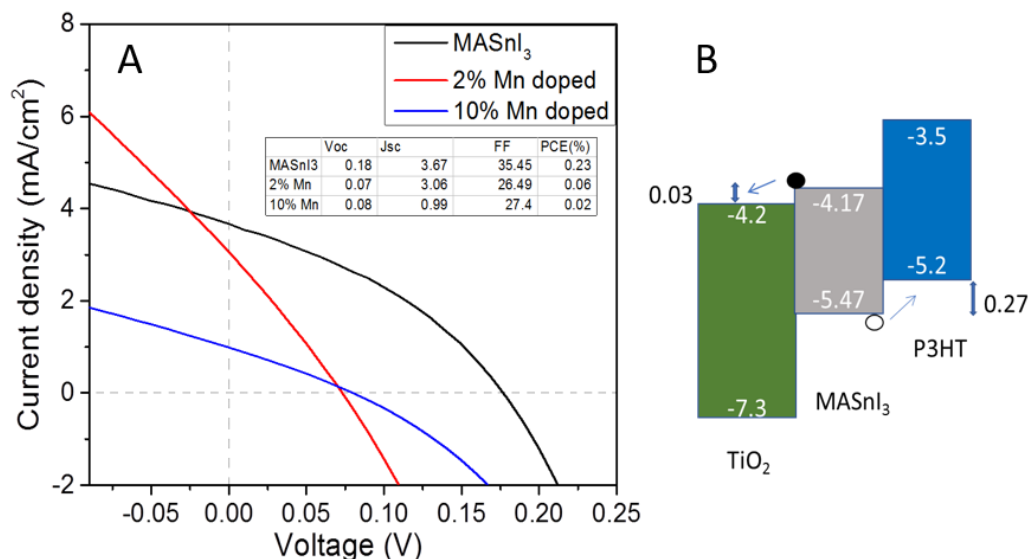 A
B
MASnI₃
2% Mn doped
10% Mn doped
Voc Jsc FF PCE(%)
MASnI3 0.18 3.67 35.45 0.23
2% Mn 0.07 3.06 26.49 0.06
10% Mn 0.08 0.99 27.4 0.02
8
6
4
2
0
-2
Current density (mA/cm²)
-0.05 0.00 0.05 0.10 0.15 0.20 0.25
Voltage (V)
-3.5
0.03
-4.2
-4.17
-5.2
-5.47
0.27
P3HT
-7.3
MASnI₃
TiO₂